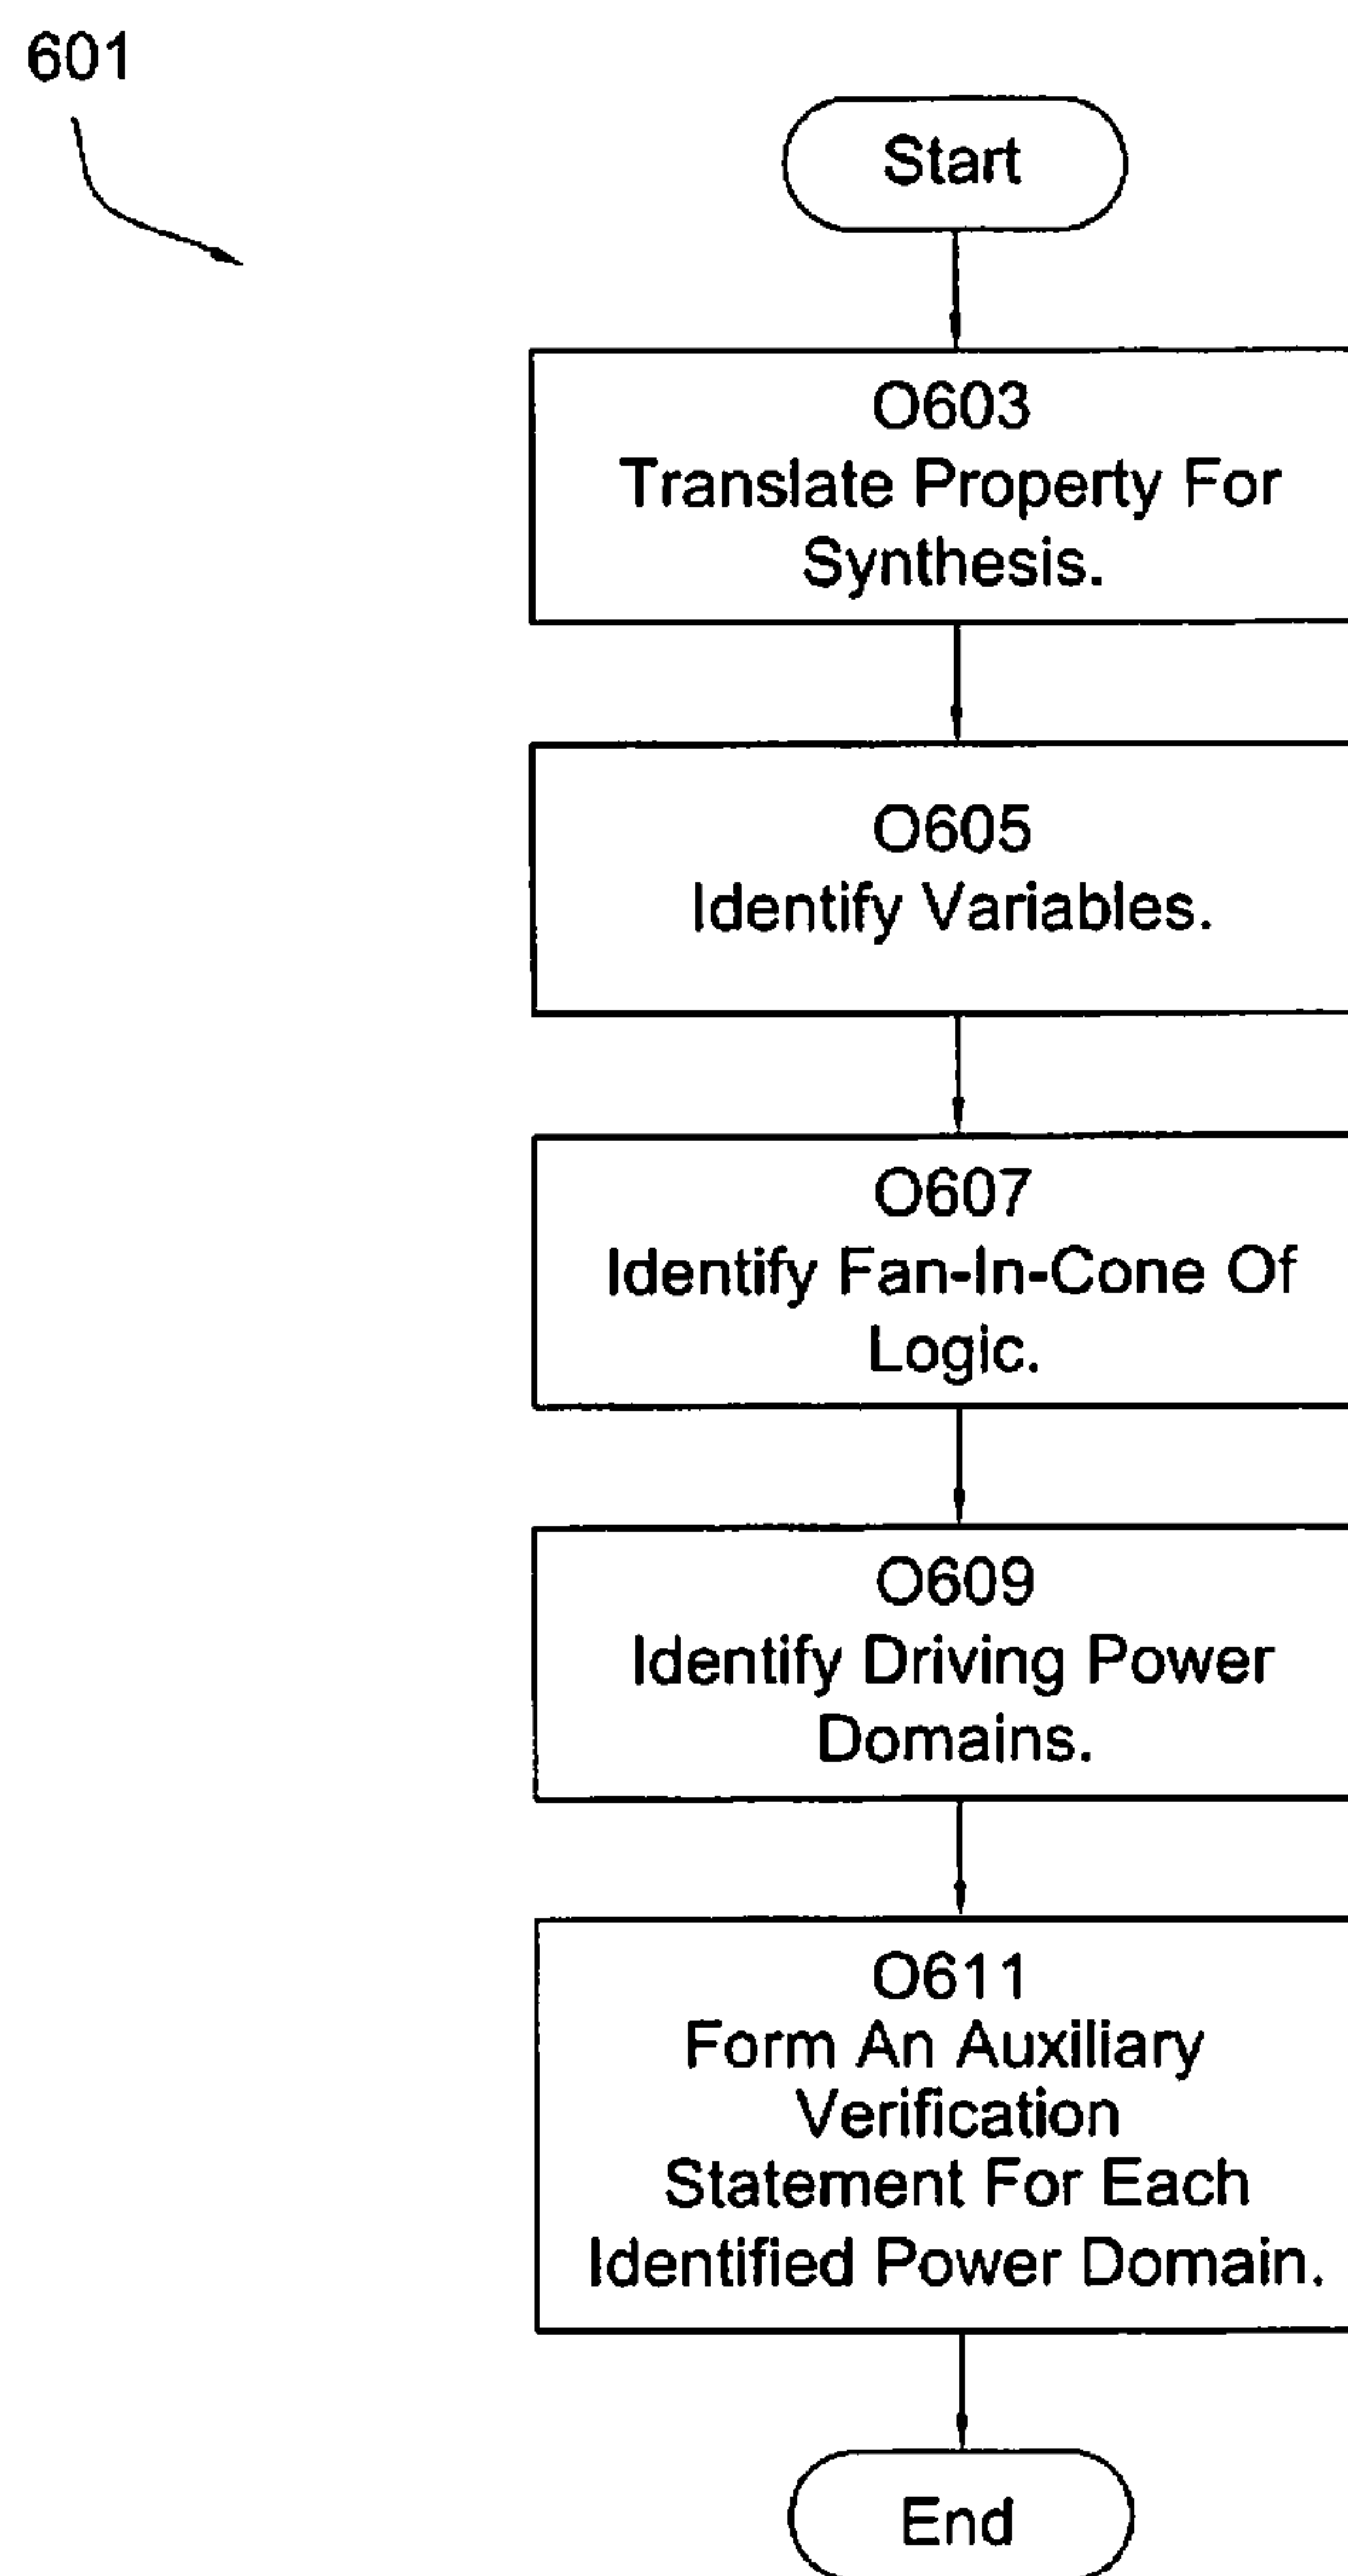 601
Start
O603
Translate Property For
Synthesis.
O605
Identify Variables.
O607
Identify Fan-In-Cone Of
Logic.
O609
Identify Driving Power
Domains.
O611
Form An Auxiliary
Verification
Statement For Each
Identified Power Domain.
End